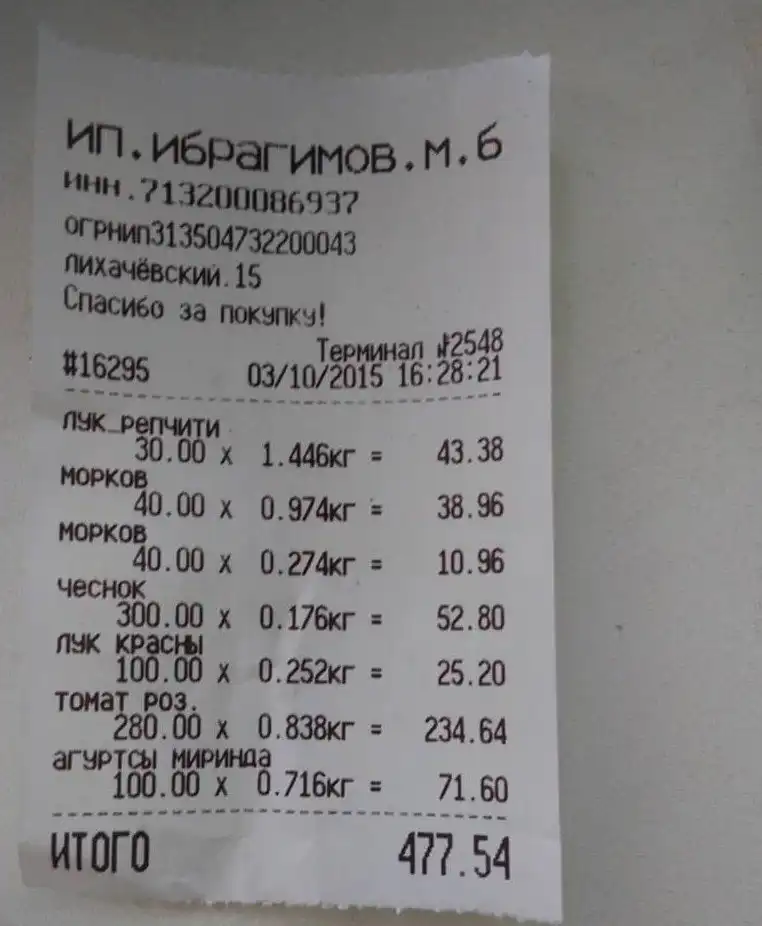 ИП.ИБРАГИМОВ.М.Б
ИНН.713200086937
ОГРНИП313504732200043
ЛИХАЧЁВСКИЙ.15
Спасибо за покупку!
Терминал №2548
#16295 03/10/2015 16:28:21
ЛУК_РЕПЧИТИ
30.00 x 1.446кг = 43.38
МОРКОВ
40.00 x 0.974кг = 38.96
МОРКОВ
40.00 x 0.274кг = 10.96
ЧЕСНОК
300.00 x 0.176кг = 52.80
ЛУК КРАСНЫ
100.00 x 0.252кг = 25.20
ТОМАТ РОЗ.
280.00 x 0.838кг = 234.64
АГУРТСЫ МИРИНДА
100.00 x 0.716кг = 71.60
ИТОГО 477.54